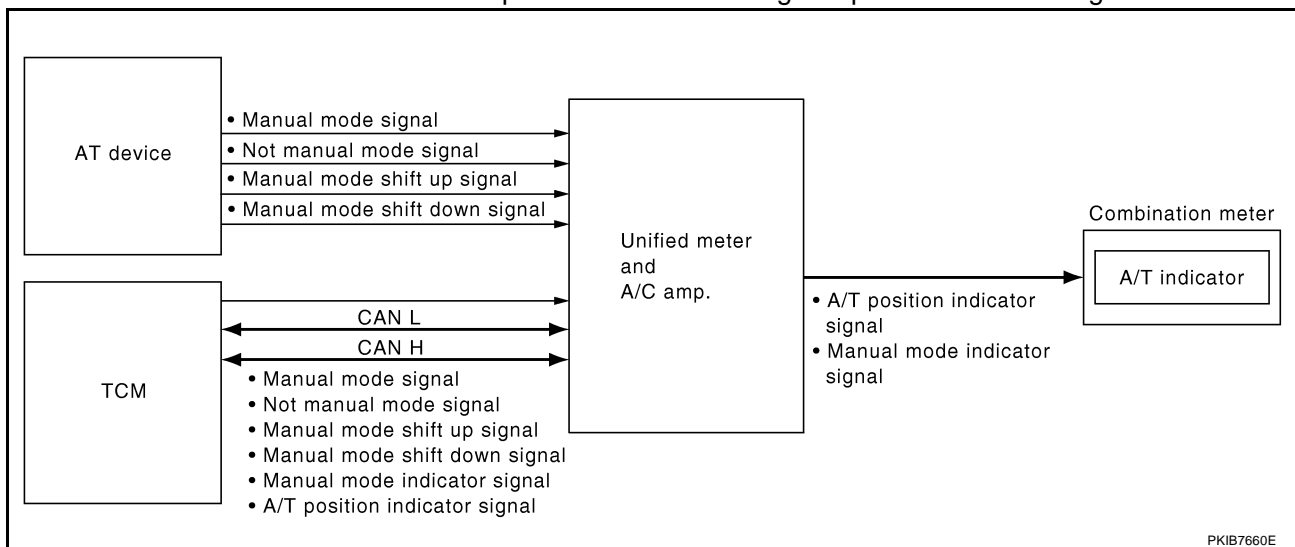 AT device
• Manual mode signal
• Not manual mode signal
• Manual mode shift up signal
• Manual mode shift down signal
TCM
CAN L
CAN H
• Manual mode signal
• Not manual mode signal
• Manual mode shift up signal
• Manual mode shift down signal
• Manual mode indicator signal
• A/T position indicator signal
Unified meter
and
A/C amp.
• A/T position indicator
signal
• Manual mode indicator
signal
Combination meter
A/T indicator
PKIB7660E